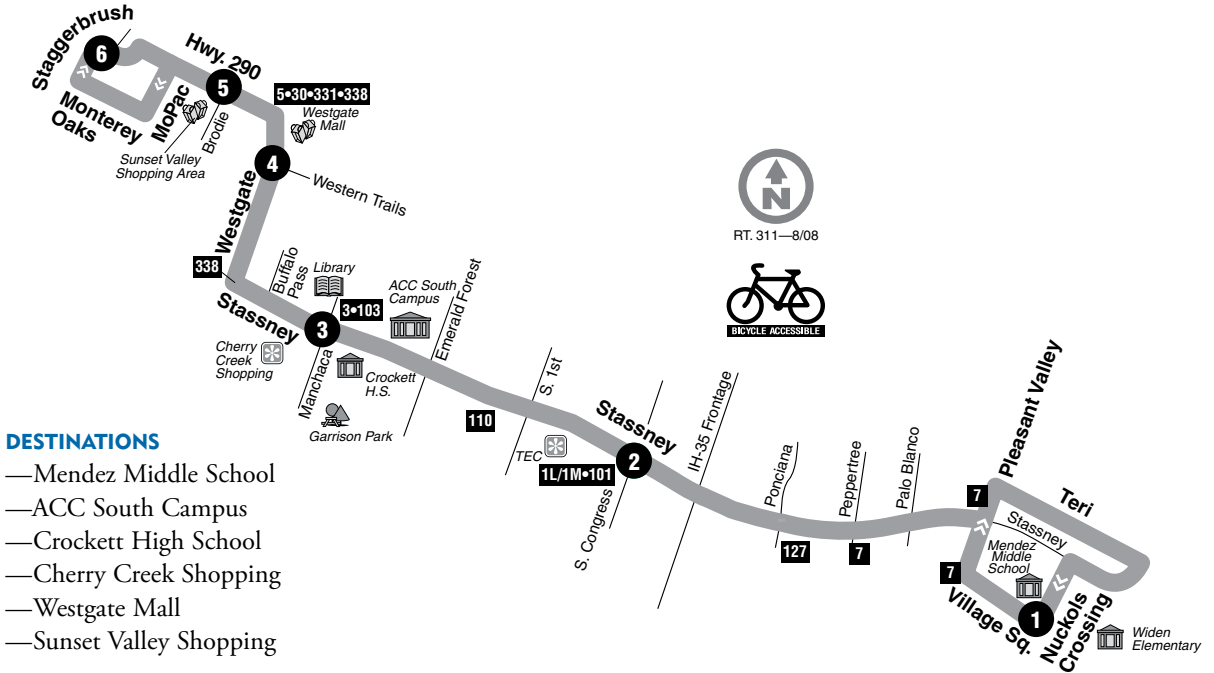 Staggerbrush
6
Hwy. 290
5
5•30•331•338
Westgate
Mall
Monterey
Oaks
MoPac
Brodie
Sunset Valley
Shopping Area
4
Western Trails
Westgate
338
Buffalo
Pass
Library
3•103
ACC South
Campus
Emerald Forest
Stassney
3
Cherry
Creek
Shopping
Manchaca
Crockett
H.S.
Garrison Park
110
S. 1st
TEC
1L/1M•101
Stassney
2
S. Congress
IH-35 Frontage
N
RT. 311—8/08
BICYCLE ACCESSIBLE
Ponciana
127
Peppertree
7
Palo Blanco
7
Pleasant Valley
Teri
Stassney
Mendez
Middle
School
7
Village Sq.
1
Nuckols
Crossing
Widen
Elementary
DESTINATIONS
—Mendez Middle School
—ACC South Campus
—Crockett High School
—Cherry Creek Shopping
—Westgate Mall
—Sunset Valley Shopping